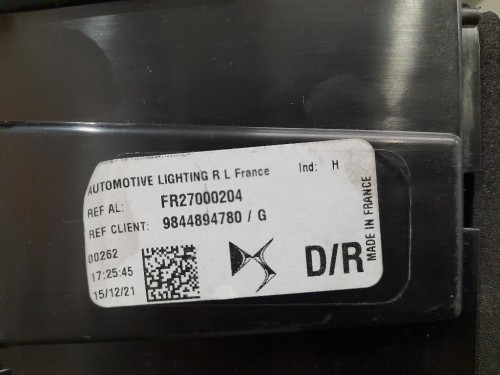 AUTOMOTIVE LIGHTING R L France Ind: H
REF AL: FR27000204
REF CLIENT: 9844894780 / G
00262
17:25:45
15/12/21
D/R
MADE IN FRANCE